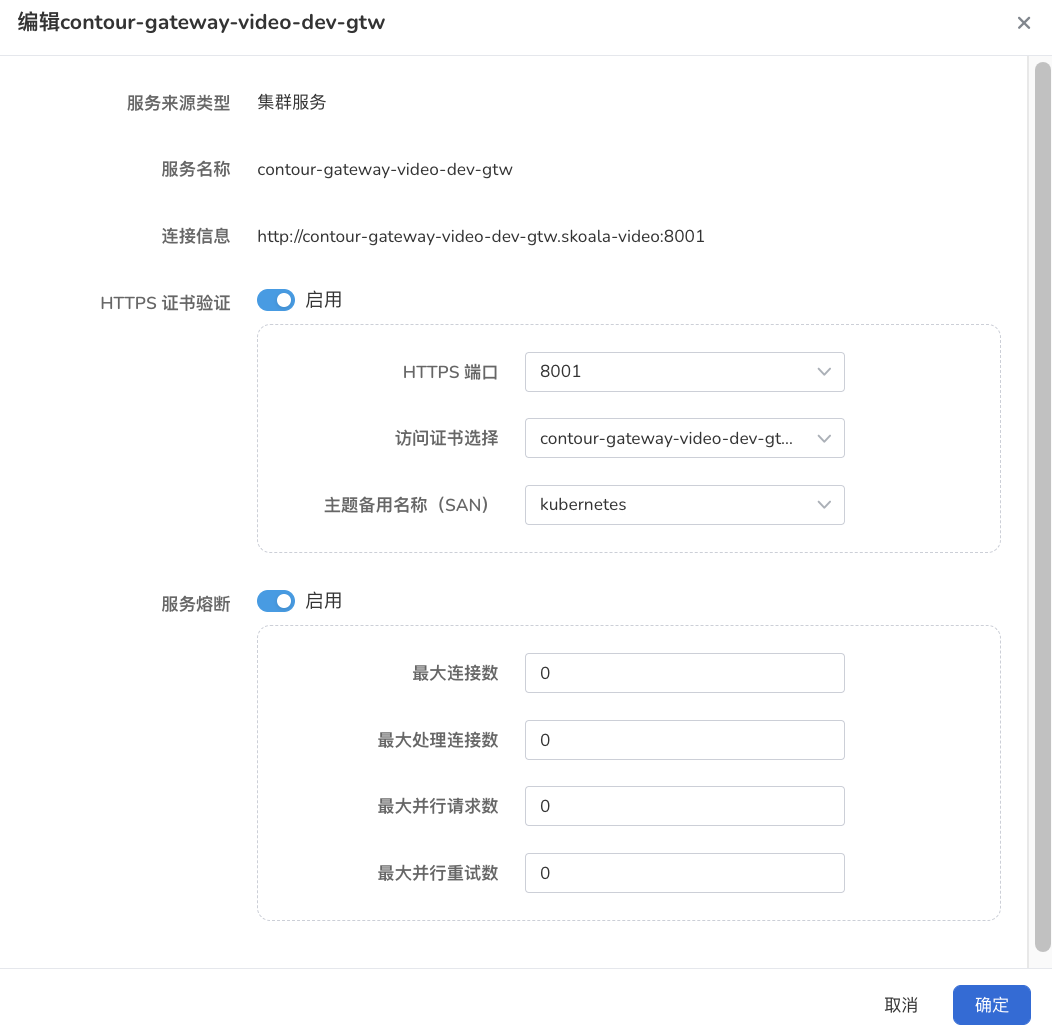 编辑contour-gateway-video-dev-gtw
服务来源类型 集群服务
服务名称 contour-gateway-video-dev-gtw
连接信息 http://contour-gateway-video-dev-gtw.skoala-video:8001
HTTPS 证书验证 启用
HTTPS 端口 8001
访问证书选择 contour-gateway-video-dev-gt...
主题备用名称（SAN） kubernetes
服务熔断 启用
最大连接数 0
最大处理连接数 0
最大并行请求数 0
最大并行重试数 0
取消 确定